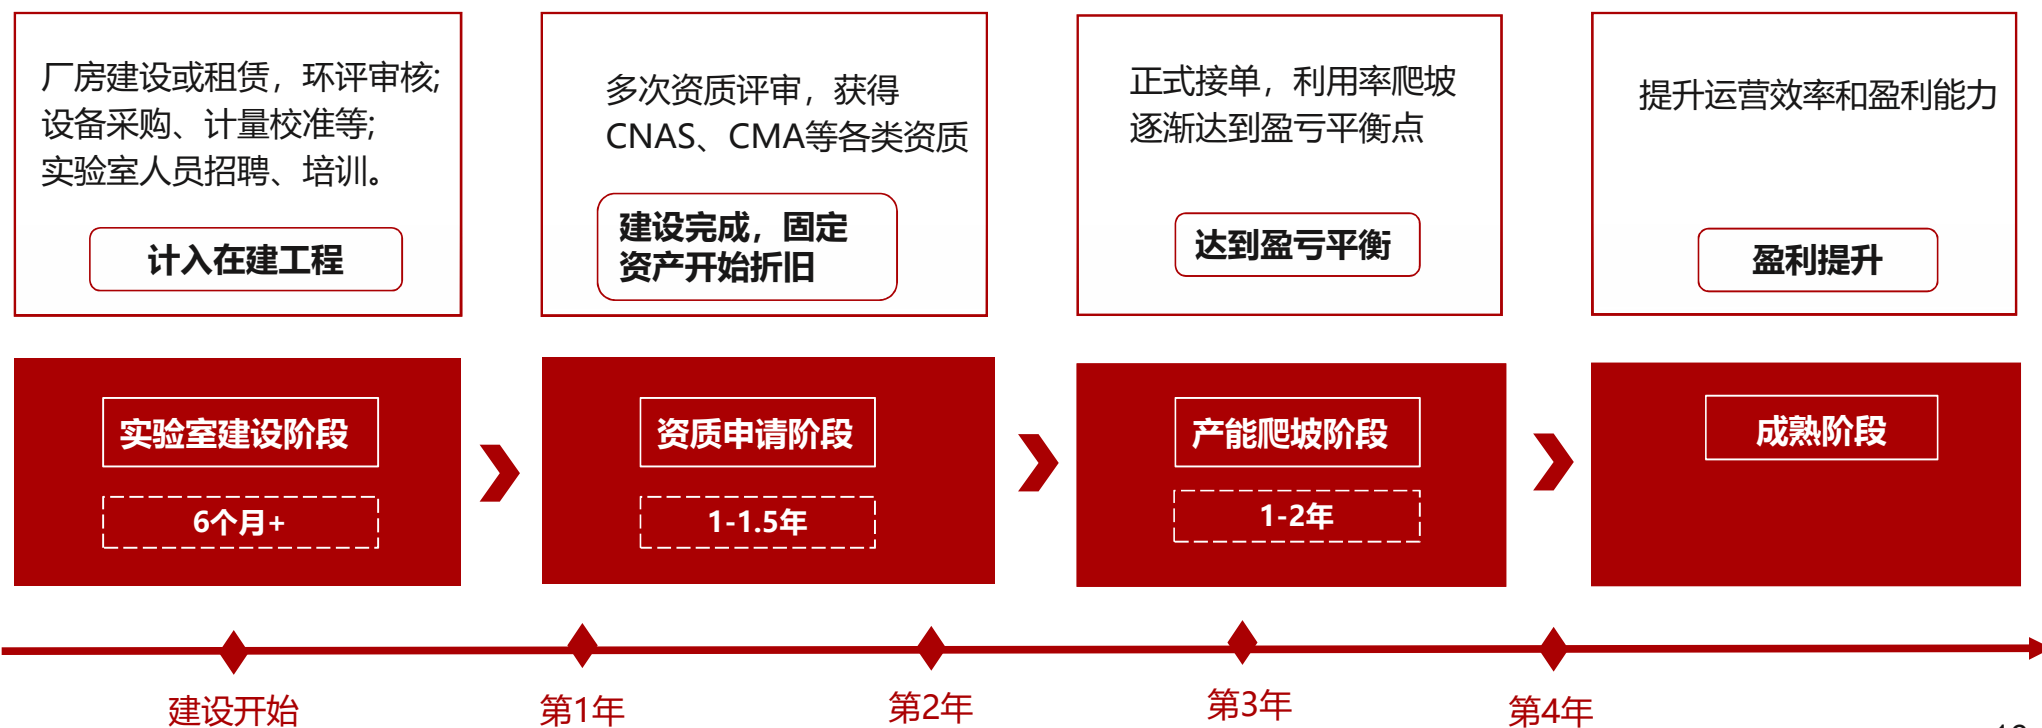 厂房建设或租赁，环评审核;
设备采购、计量校准等;
实验室人员招聘、培训。
计入在建工程
多次资质评审，获得
CNAS、CMA等各类资质
建设完成，固定
资产开始折旧
正式接单，利用率爬坡
逐渐达到盈亏平衡点
达到盈亏平衡
提升运营效率和盈利能力
盈利提升
实验室建设阶段
6个月+
资质申请阶段
1-1.5年
产能爬坡阶段
1-2年
成熟阶段
建设开始
第1年
第2年
第3年
第4年